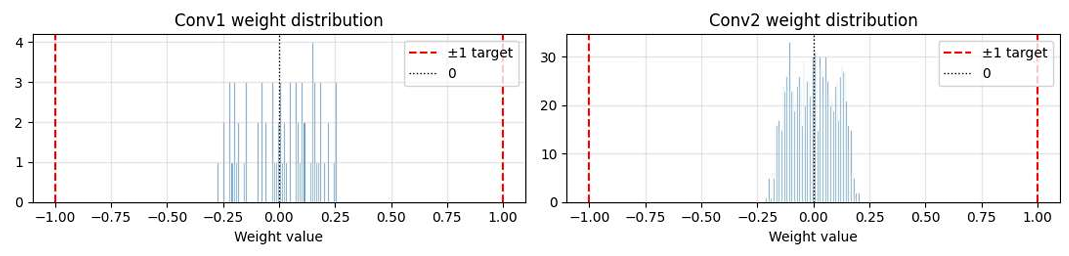 Conv1 weight distribution
4
3
2
1
0
±1 target
0
−1.00 −0.75 −0.50 −0.25 0.00 0.25 0.50 0.75 1.00
Weight value
Conv2 weight distribution
30
20
10
0
±1 target
0
−1.00 −0.75 −0.50 −0.25 0.00 0.25 0.50 0.75 1.00
Weight value